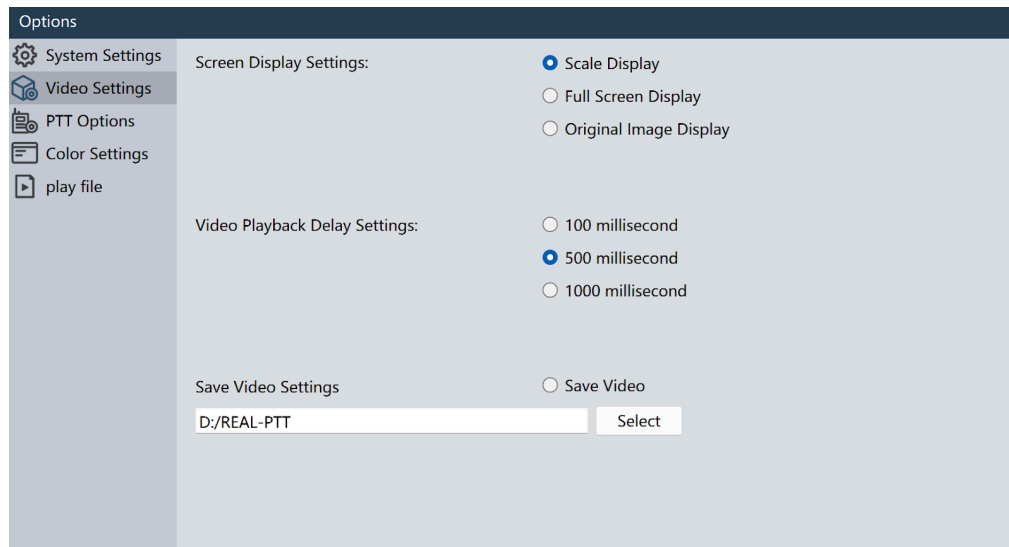 Options
System Settings
Video Settings
PTT Options
Color Settings
play file
Screen Display Settings:
Scale Display
Full Screen Display
Original Image Display
Video Playback Delay Settings:
100 millisecond
500 millisecond
1000 millisecond
Save Video Settings
Save Video
D:/REAL-PTT
Select